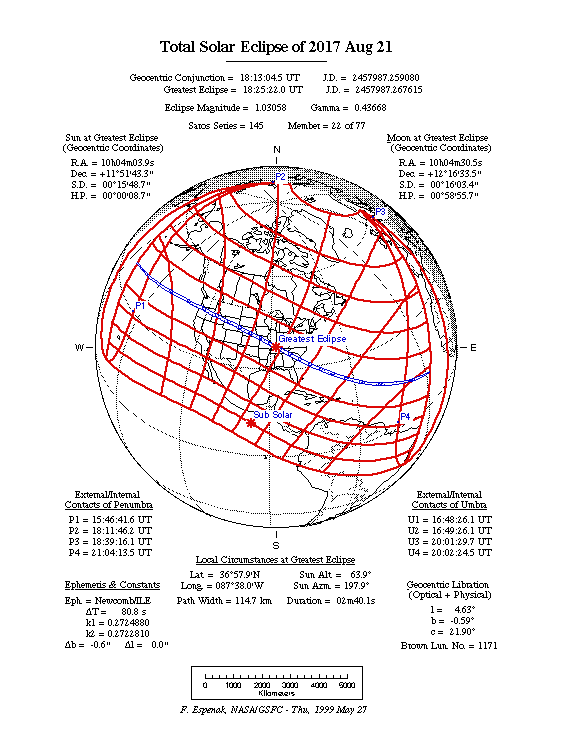 Total Solar Eclipse of 2017 Aug 21
Geocentric Conjunction = 18:13:04.5 UT J.D. = 2457987.259080
Greatest Eclipse = 18:25:22.0 UT J.D. = 2457987.267615
Eclipse Magnitude = 1.03058 Gamma = 0.43668
Saros Series = 145 Member = 22 of 77
Sun at Greatest Eclipse
(Geocentric Coordinates)
R.A. = 10h04m03.9s
Dec. = +11°51'43.3"
S.D. = 00°15'48.7"
H.P. = 00°00'08.7"
Moon at Greatest Eclipse
(Geocentric Coordinates)
R.A. = 10h04m30.5s
Dec. = +12°16'33.5"
S.D. = 00°16'03.4"
H.P. = 00°58'55.7"
N
P2
P3
P1
W
E
Greatest Eclipse
Sub Solar
P4
S
External/Internal
Contacts of Penumbra
P1 = 15:46:41.6 UT
P2 = 18:11:46.2 UT
P3 = 18:39:16.1 UT
P4 = 21:04:13.5 UT
External/Internal
Contacts of Umbra
U1 = 16:48:26.1 UT
U2 = 16:49:26.1 UT
U3 = 20:01:29.7 UT
U4 = 20:02:24.5 UT
Local Circumstances at Greatest Eclipse
Lat. = 36°57.9'N Sun Alt. = 63.9°
Long. = 087°38.0'W Sun Azm. = 197.9°
Path Width = 114.7 km Duration = 02m40.1s
Ephemeris & Constants
Eph. = Newcomb/ILE
ΔT = 80.8 s
k1 = 0.2724880
k2 = 0.2722810
Δb = -0.6" Δl = 0.0"
Geocentric Libration
(Optical + Physical)
l = 4.63°
b = -0.59°
c = 21.90°
Brown Lun. No. = 1171
0 1000 2000 3000 4000 5000
Kilometers
F. Espenak, NASA/GSFC - Thu, 1999 May 27